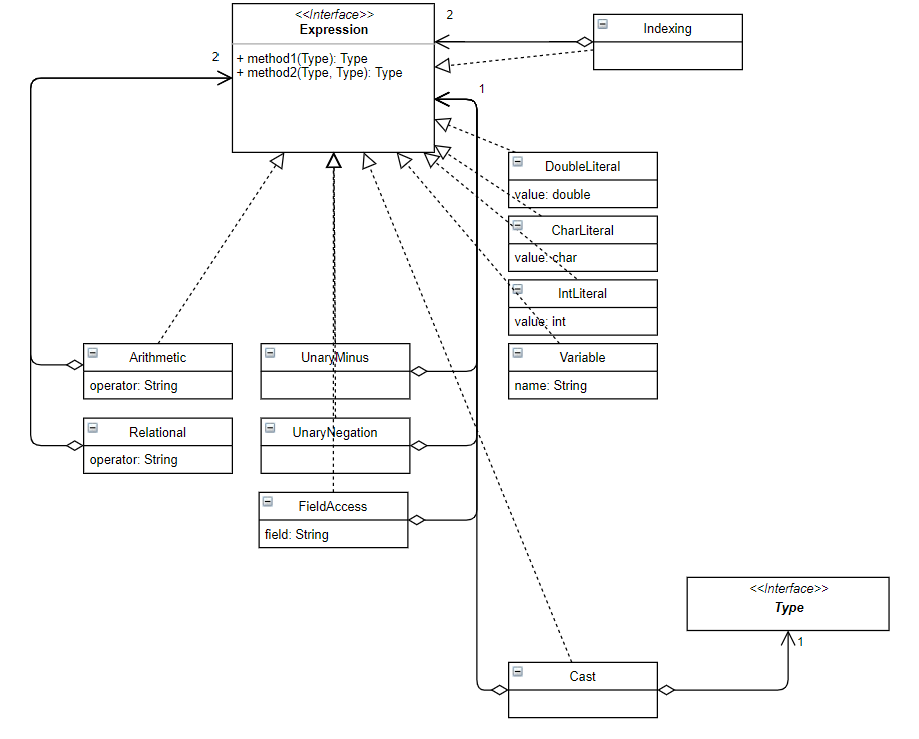 <<Interface>>
Expression
+ method1(Type): Type
+ method2(Type, Type): Type
2
2
1
Indexing
DoubleLiteral
value: double
CharLiteral
value: char
IntLiteral
value: int
Variable
name: String
Arithmetic
operator: String
UnaryMinus
Relational
operator: String
UnaryNegation
FieldAccess
field: String
<<Interface>>
Type
1
Cast